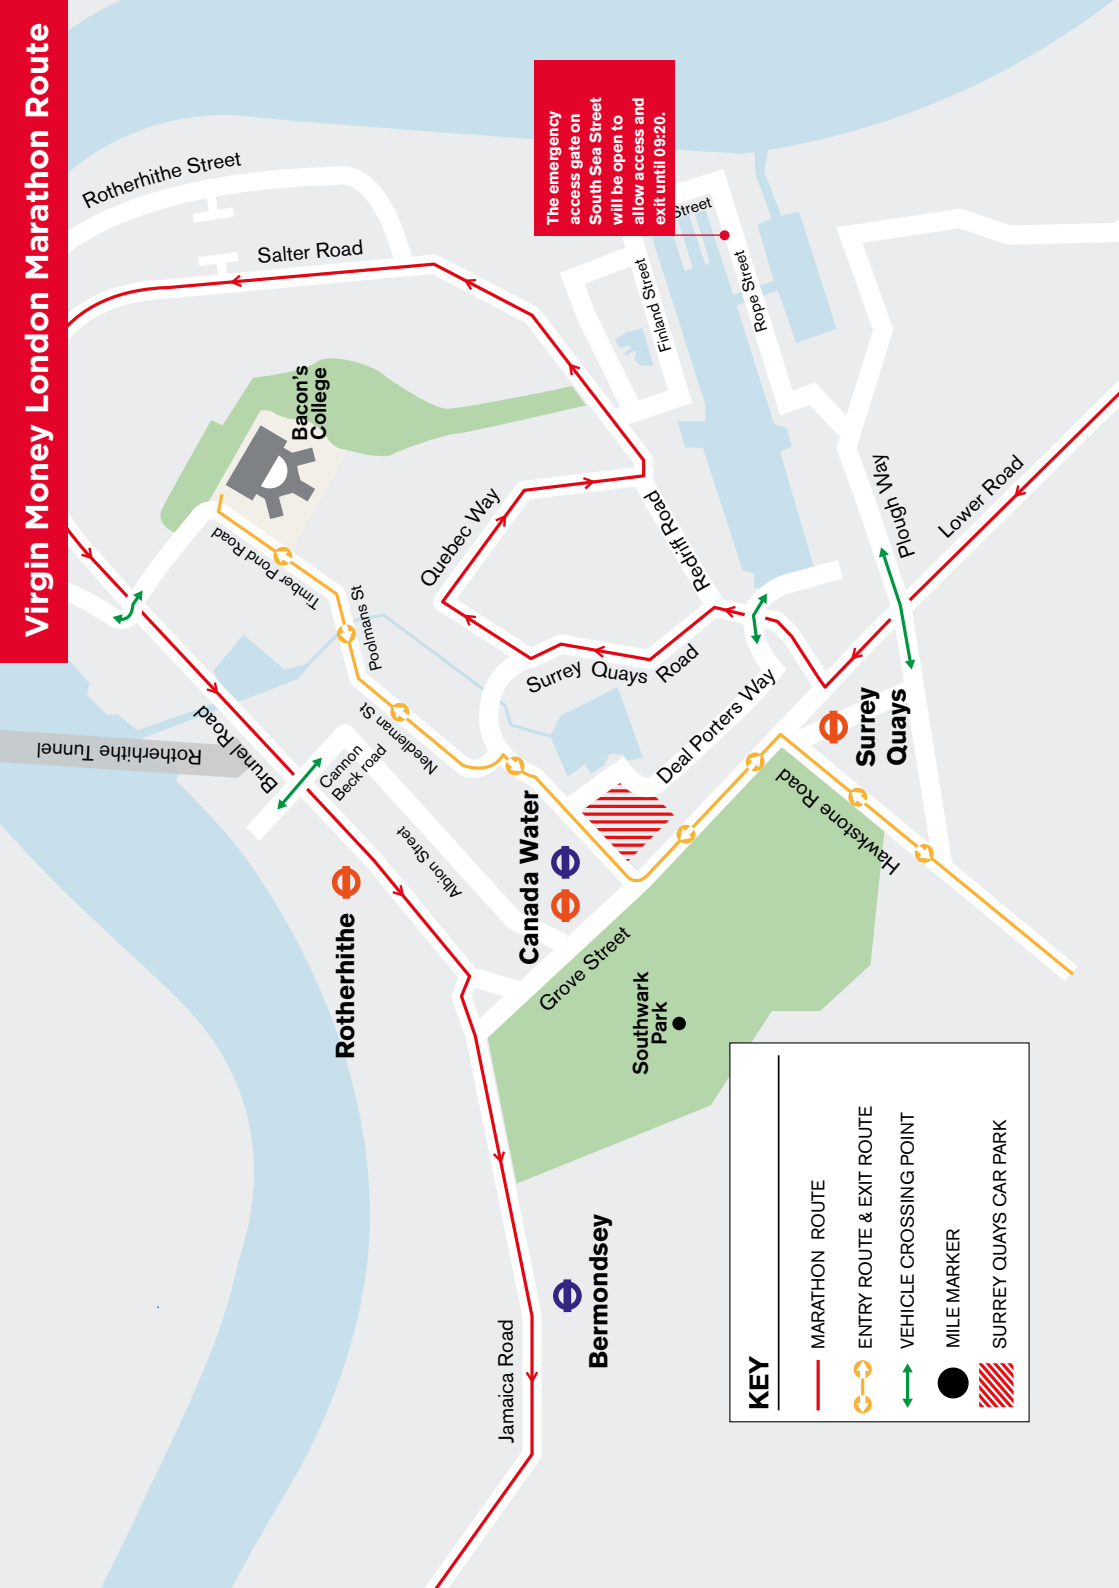 Virgin Money London Marathon Route
Rotherhithe Street
Salter Road
The emergency
access gate on
South Sea Street
will be open to
allow access and
exit until 09:20.
Street
Finland Street
Rope Street
Bacon's
College
Timber Pond Road
Poolmans St
Needleman St
Quebec Way
Redriff Road
Plough Way
Lower Road
Surrey Quays Road
Deal Porters Way
Surrey
Quays
Hawkstone Road
Rotherhithe Tunnel
Brunel Road
Cannon
Beck road
Albion Street
Canada Water
Rotherhithe
Grove Street
Southwark
Park
Bermondsey
Jamaica Road
KEY
MARATHON ROUTE
ENTRY ROUTE & EXIT ROUTE
VEHICLE CROSSING POINT
MILE MARKER
SURREY QUAYS CAR PARK